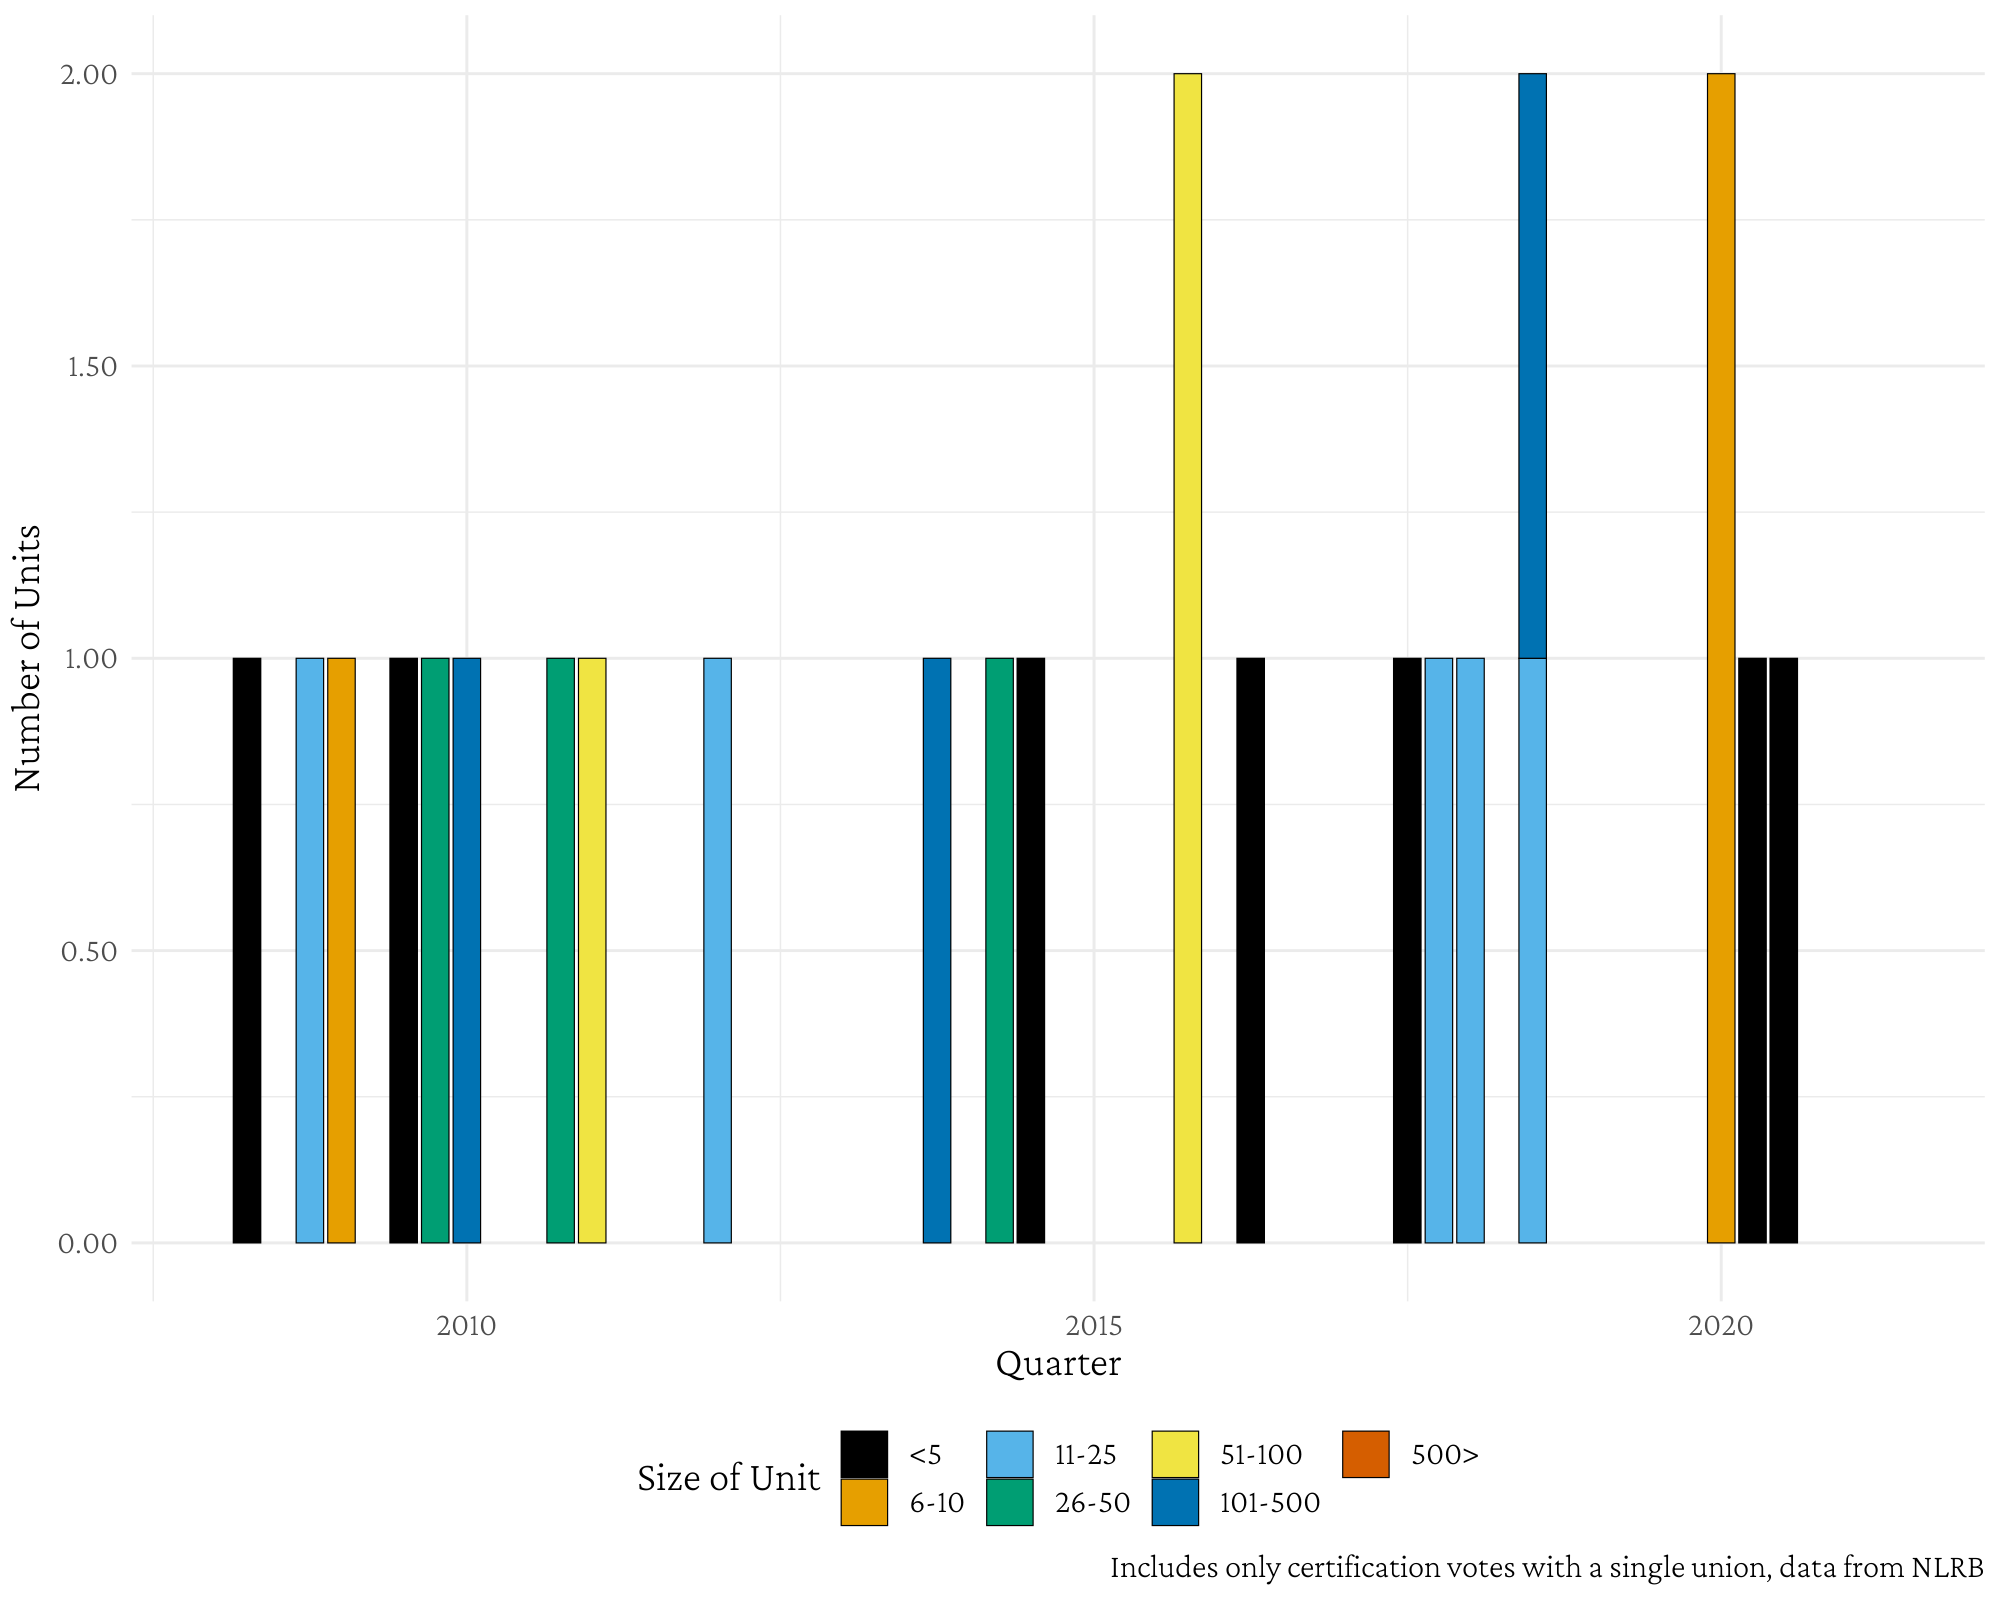 2.00
1.50
1.00
0.50
0.00
Number of Units
2010 2015 2020
Quarter
Size of Unit
<5 11-25 51-100 500>
6-10 26-50 101-500
Includes only certification votes with a single union, data from NLRB